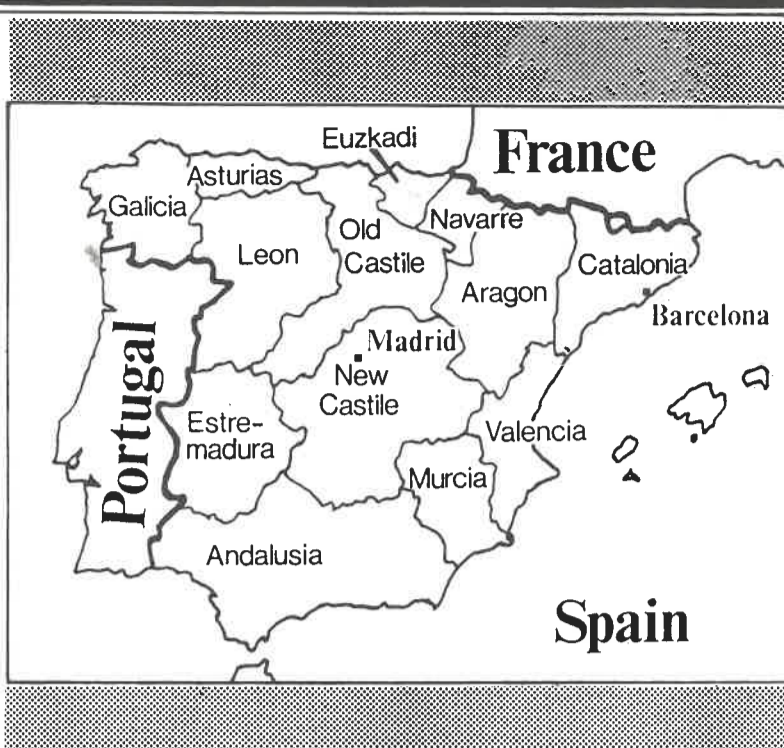 Euzkadi
France
Asturias
Galicia
Navarre
Old
Castile
Leon
Catalonia
Aragon
Barcelona
Madrid
New
Castile
Portugal
Estre-
madura
Valencia
Murcia
Andalusia
Spain